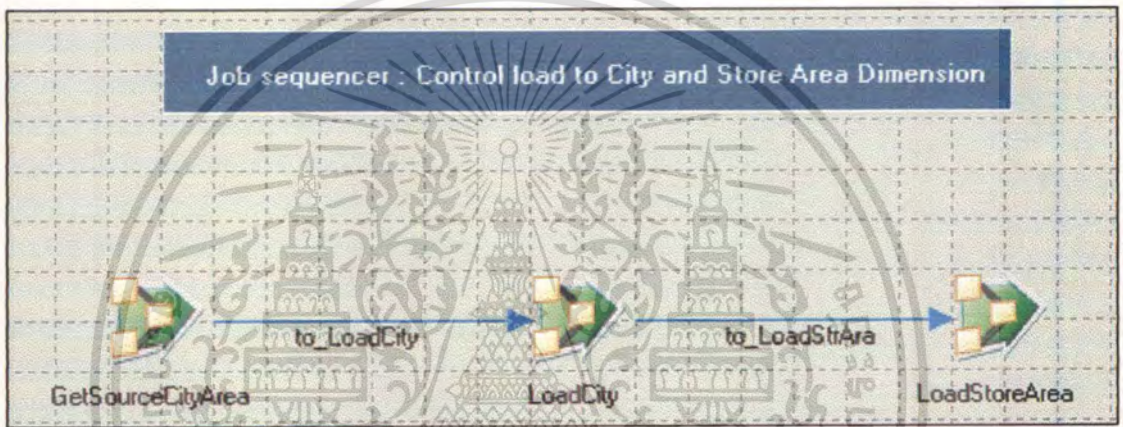 Job sequencer : Control load to City and Store Area Dimension
to_LoadCity
to_LoadStrAra
GetSourceCityArea
LoadCity
LoadStoreArea